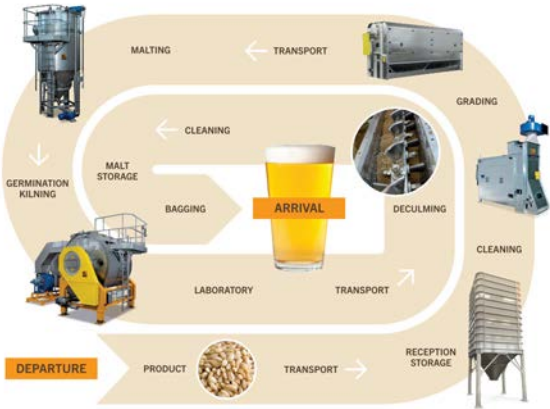 MALTING
TRANSPORT
GRADING
CLEANING
MALT
STORAGE
GERMINATION
KILNING
BAGGING
ARRIVAL
DECULMING
CLEANING
LABORATORY
TRANSPORT
RECEPTION
STORAGE
DEPARTURE
PRODUCT
TRANSPORT